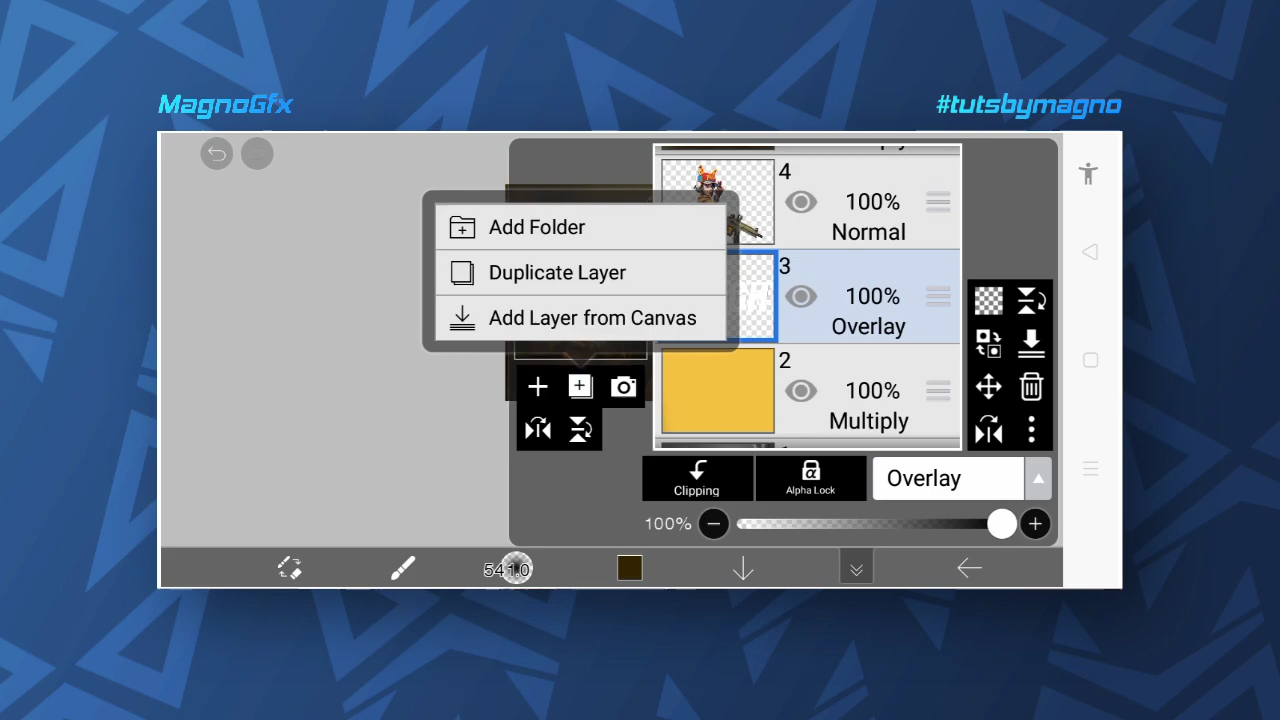 MagnoGfx
#tutsbymagno
4
100%
Normal
Add Folder
Duplicate Layer
Add Layer from Canvas
3
100%
Overlay
2
100%
Multiply
Clipping
α
Alpha Lock
Overlay
100%
541.0